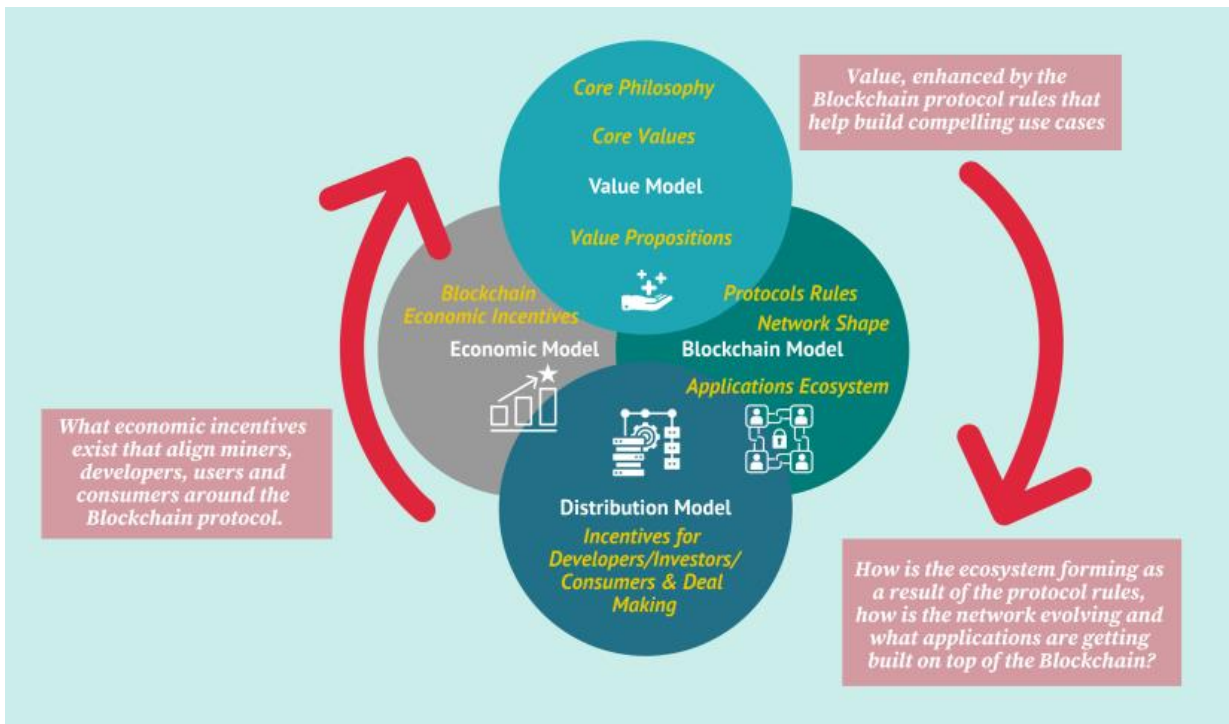 Core Philosophy
Core Values
Value Model
Value Propositions
Value, enhanced by the
Blockchain protocol rules that
help build compelling use cases
Blockchain
Economic Incentives
Economic Model
Protocols Rules
Network Shape
Blockchain Model
Applications Ecosystem
What economic incentives
exist that align miners,
developers, users and
consumers around the
Blockchain protocol.
Distribution Model
Incentives for
Developers/Investors/
Consumers & Deal
Making
How is the ecosystem forming as
a result of the protocol rules,
how is the network evolving and
what applications are getting
built on top of the Blockchain?